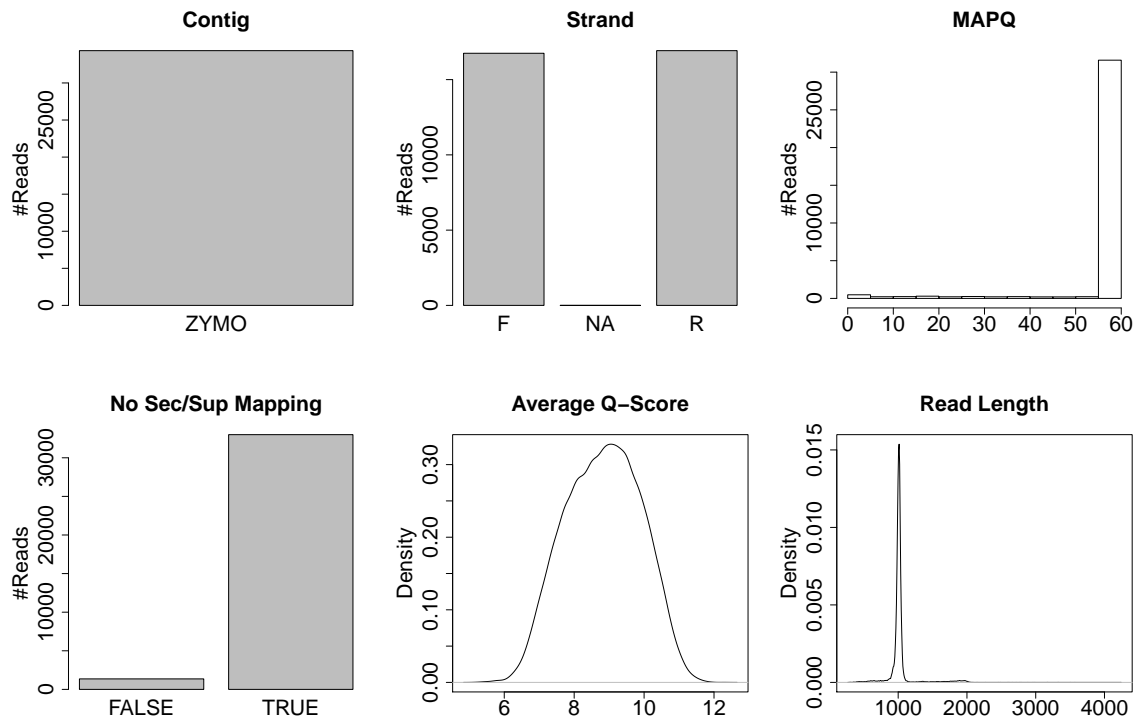 Contig
#Reads
0
10000
25000
ZYMO
Strand
#Reads
0
5000
10000
F NA R
MAPQ
#Reads
0
10000
25000
0 10 20 30 40 50 60
No Sec/Sup Mapping
#Reads
0
10000
20000
30000
FALSE TRUE
Average Q−Score
Density
0.00
0.10
0.20
0.30
6 8 10 12
Read Length
Density
0.000
0.005
0.010
0.015
1000 2000 3000 4000